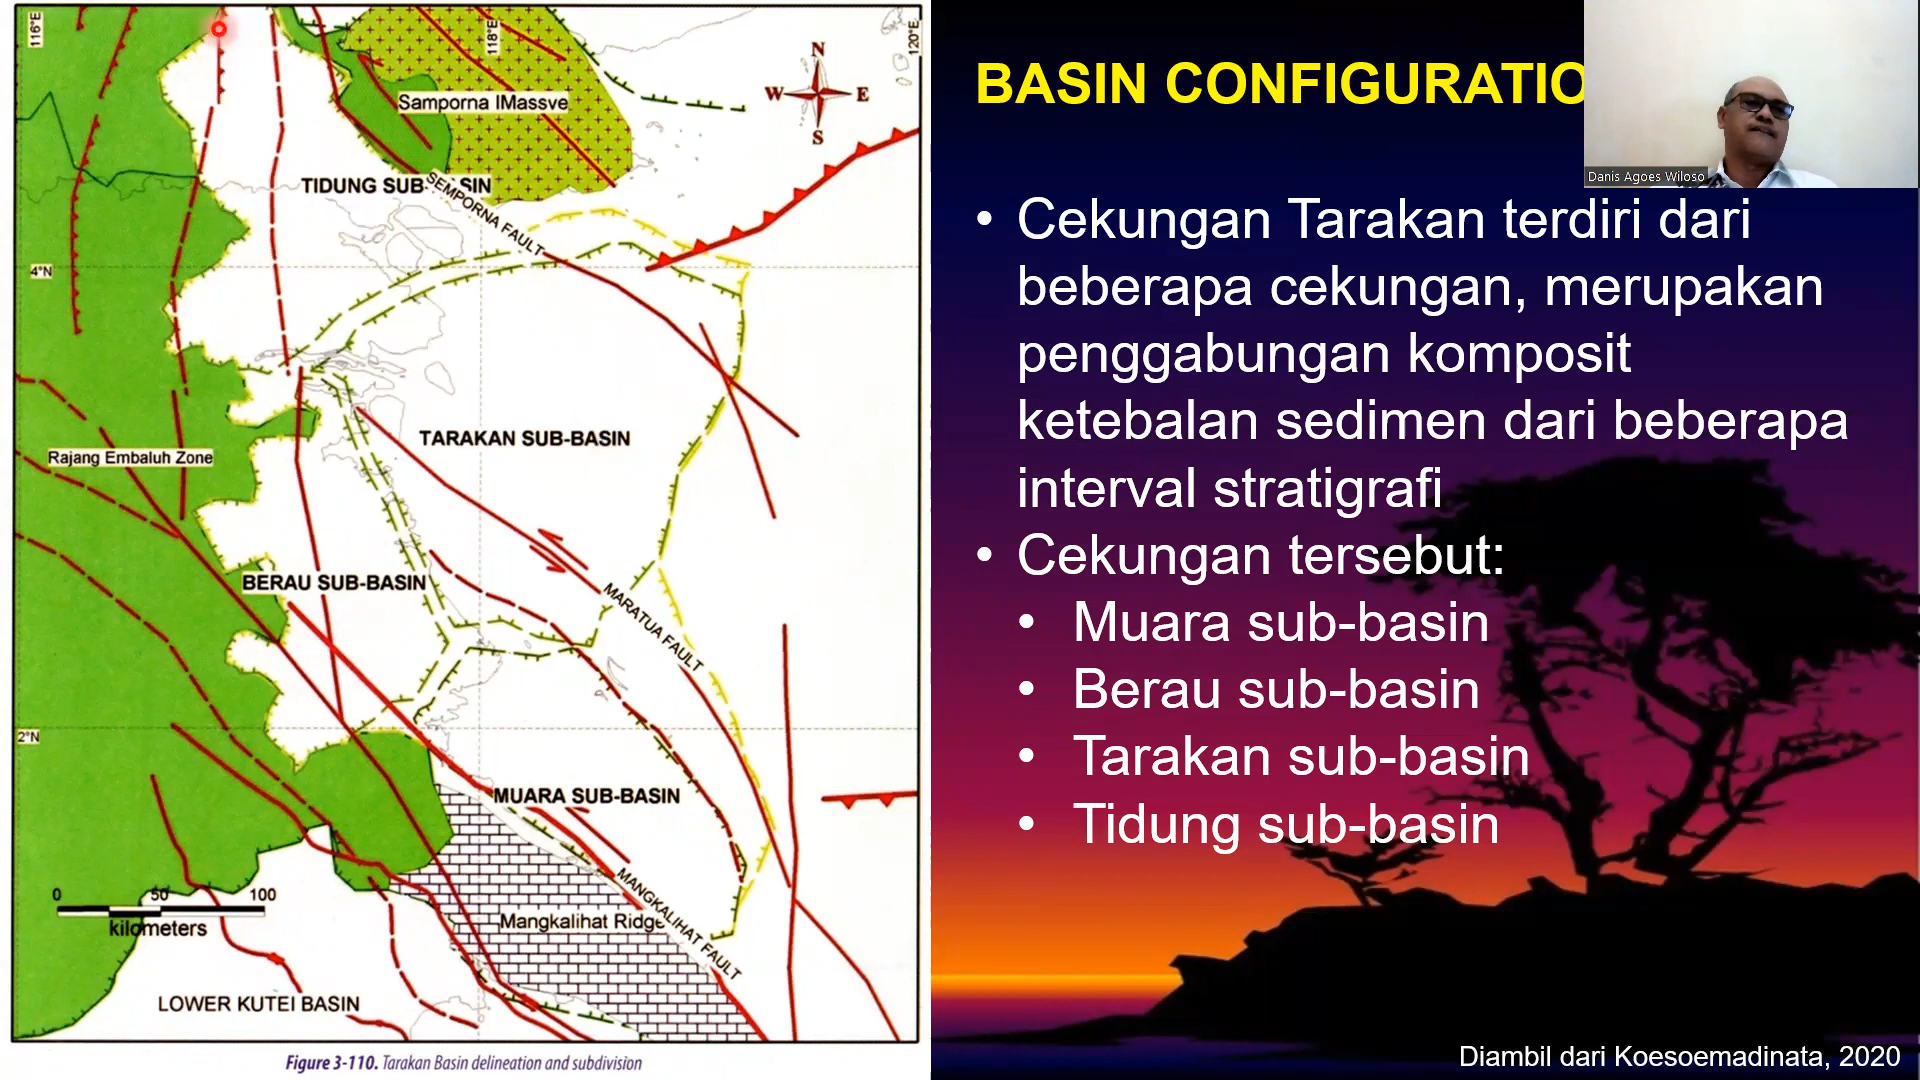 116°E
118°E
120°E
N
W E
S
Samporna IMassve
TIDUNG SUB- SIN
SEMPORNA FAULT
4°N
TARAKAN SUB-BASIN
Rajang Embaluh Zone
BERAU SUB-BASIN
MARATUA FAULT
2°N
MUARA SUB-BASIN
MANGKALIHAT FAULT
Mangkalihat Ridge
0 50 100
kilometers
LOWER KUTEI BASIN
Figure 3-110. Tarakan Basin delineation and subdivision
BASIN CONFIGURATIO
Danis Agoes Wiloso
• Cekungan Tarakan terdiri dari
beberapa cekungan, merupakan
penggabungan komposit
ketebalan sedimen dari beberapa
interval stratigrafi
• Cekungan tersebut:
• Muara sub-basin
• Berau sub-basin
• Tarakan sub-basin
• Tidung sub-basin
Diambil dari Koesoemadinata, 2020